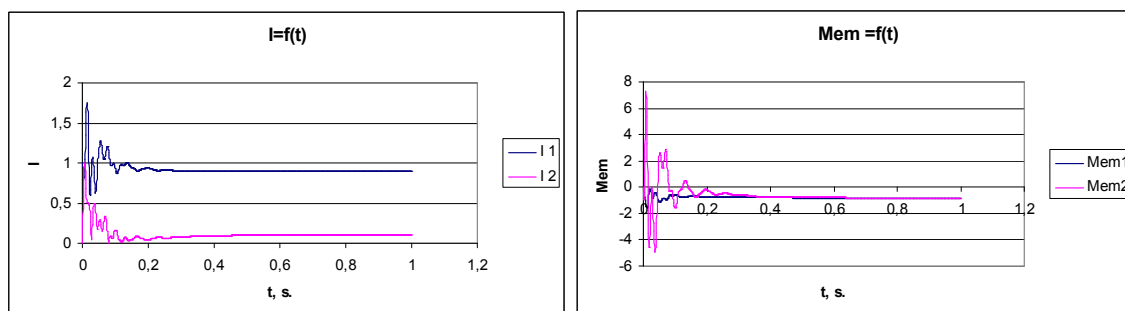 I=f(t)
2
1,5
1
0,5
0
I
0 0,2 0,4 0,6 0,8 1 1,2
t, s.
I 1
I 2
Mem =f(t)
8
6
4
2
0
-2
-4
-6
Mem
0 0,2 0,4 0,6 0,8 1 1,2
t, s.
Mem1
Mem2